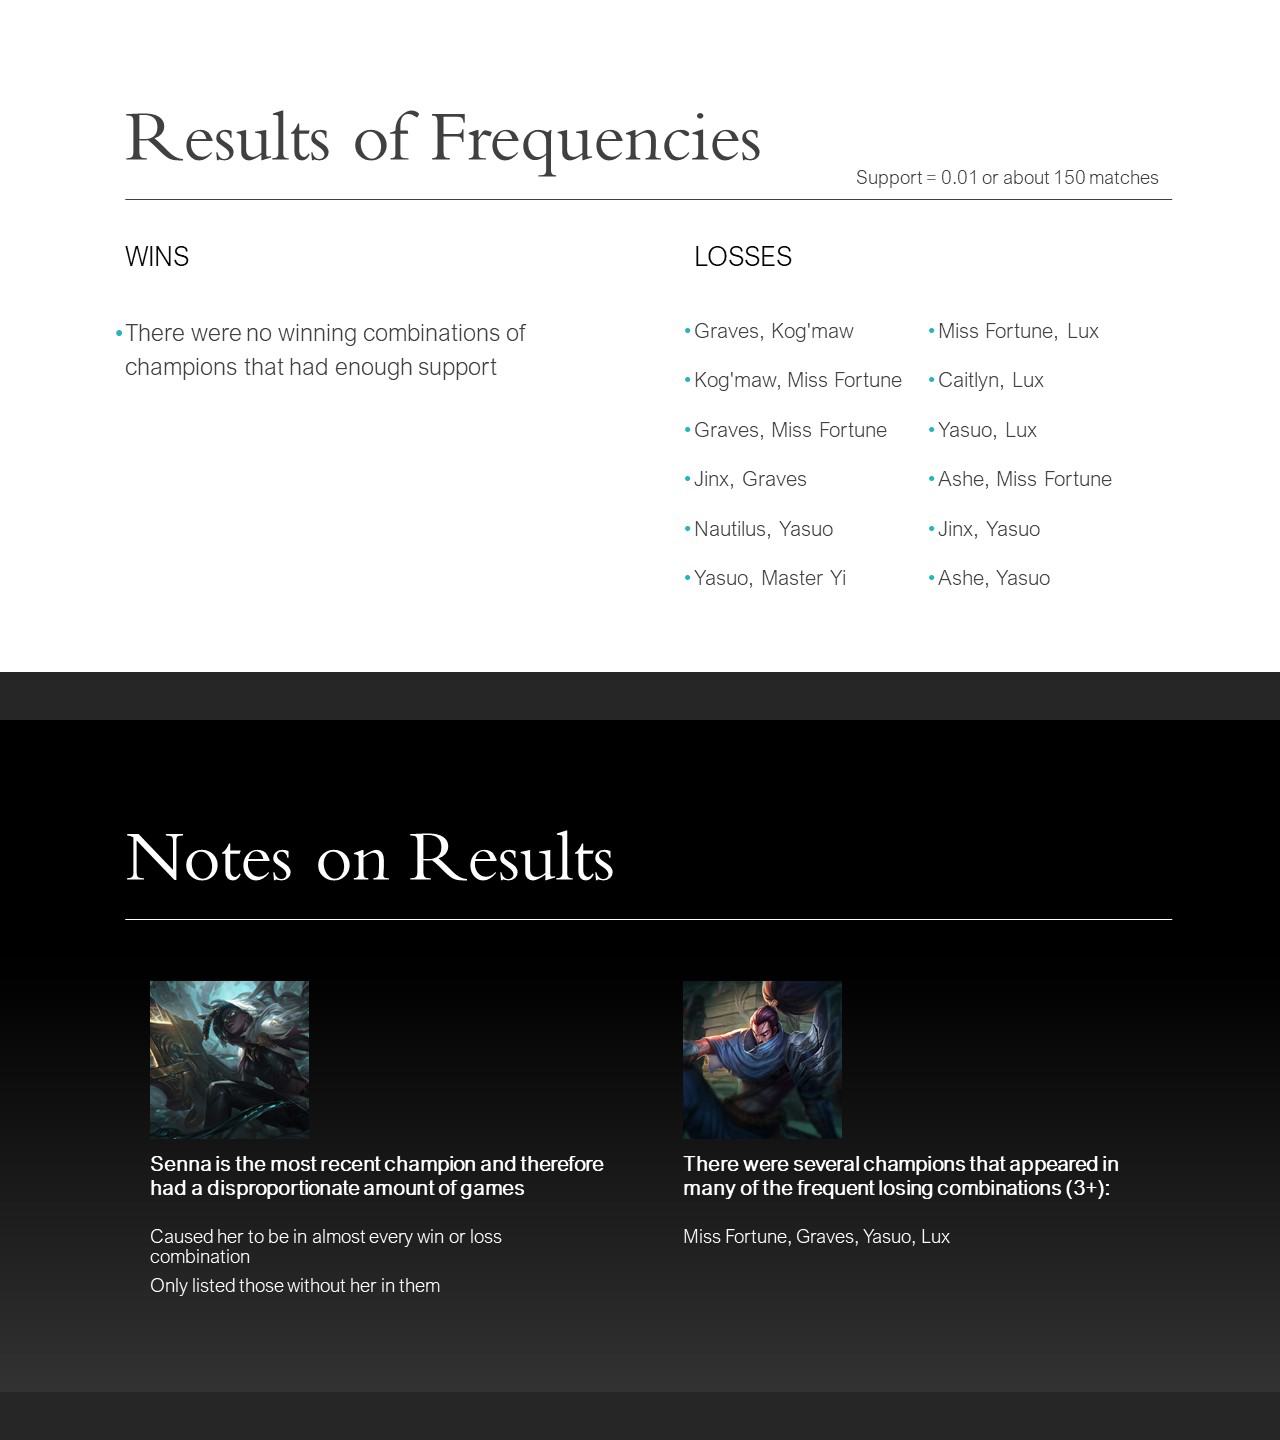 Results of Frequencies
Support = 0.01 or about 150 matches
WINS
•There were no winning combinations of
champions that had enough support
LOSSES
•Graves, Kog'maw
•Kog'maw, Miss Fortune
•Graves, Miss Fortune
•Jinx, Graves
•Nautilus, Yasuo
•Yasuo, Master Yi
•Miss Fortune, Lux
•Caitlyn, Lux
•Yasuo, Lux
•Ashe, Miss Fortune
•Jinx, Yasuo
•Ashe, Yasuo
Notes on Results
Senna is the most recent champion and therefore
had a disproportionate amount of games
Caused her to be in almost every win or loss
combination
Only listed those without her in them
There were several champions that appeared in
many of the frequent losing combinations (3+):
Miss Fortune, Graves, Yasuo, Lux